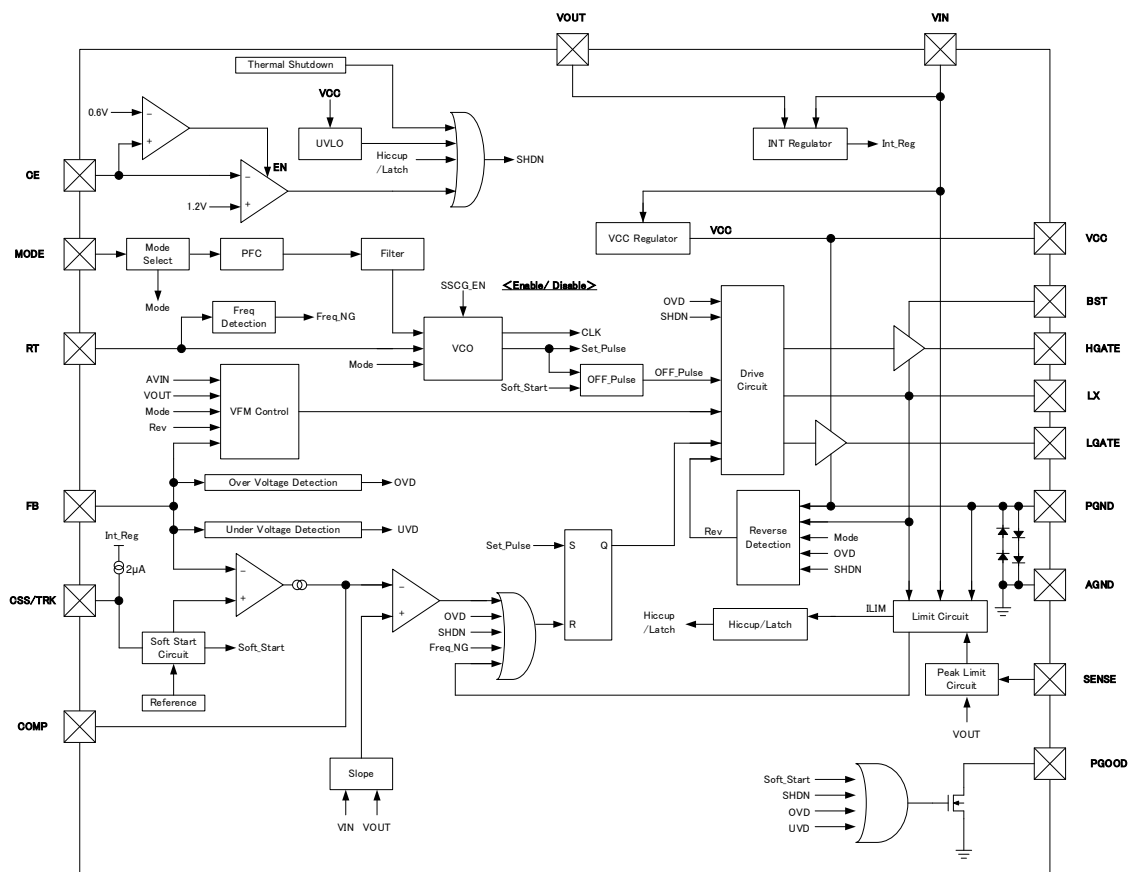 VOUT
VIN
Thermal Shutdown
VCC
0.6V
UVLO
INT Regulator
Int_Reg
Hiccup
/Latch
SHDN
EN
CE
1.2V
VCC Regulator
VCC
VCC
MODE
Mode
Select
PFC
Filter
Mode
SSCG_EN
<Enable/ Disable>
OVD
SHDN
BST
Freq
Detection
Freq_NG
CLK
RT
VCO
Set_Pulse
HGATE
Mode
OFF_Pulse
OFF_Pulse
Soft_Start
Drive
Circuit
AVIN
VOUT
Mode
Rev
VFM Control
LX
LGATE
Over Voltage Detection
OVD
FB
PGND
Under Voltage Detection
UVD
Rev
Reverse
Detection
Mode
OVD
SHDN
Int_Reg
2μA
Set_Pulse
S
Q
R
AGND
CSS/TRK
-
+
-
+
-
+
-
+
OVD
SHDN
Freq_NG
Hiccup
/Latch
Hiccup/Latch
ILIM
Limit Circuit
Soft Start
Circuit
Soft_Start
Reference
Peak Limit
Circuit
SENSE
VOUT
COMP
Slope
VIN
VOUT
PGOOD
Soft_Start
SHDN
OVD
UVD